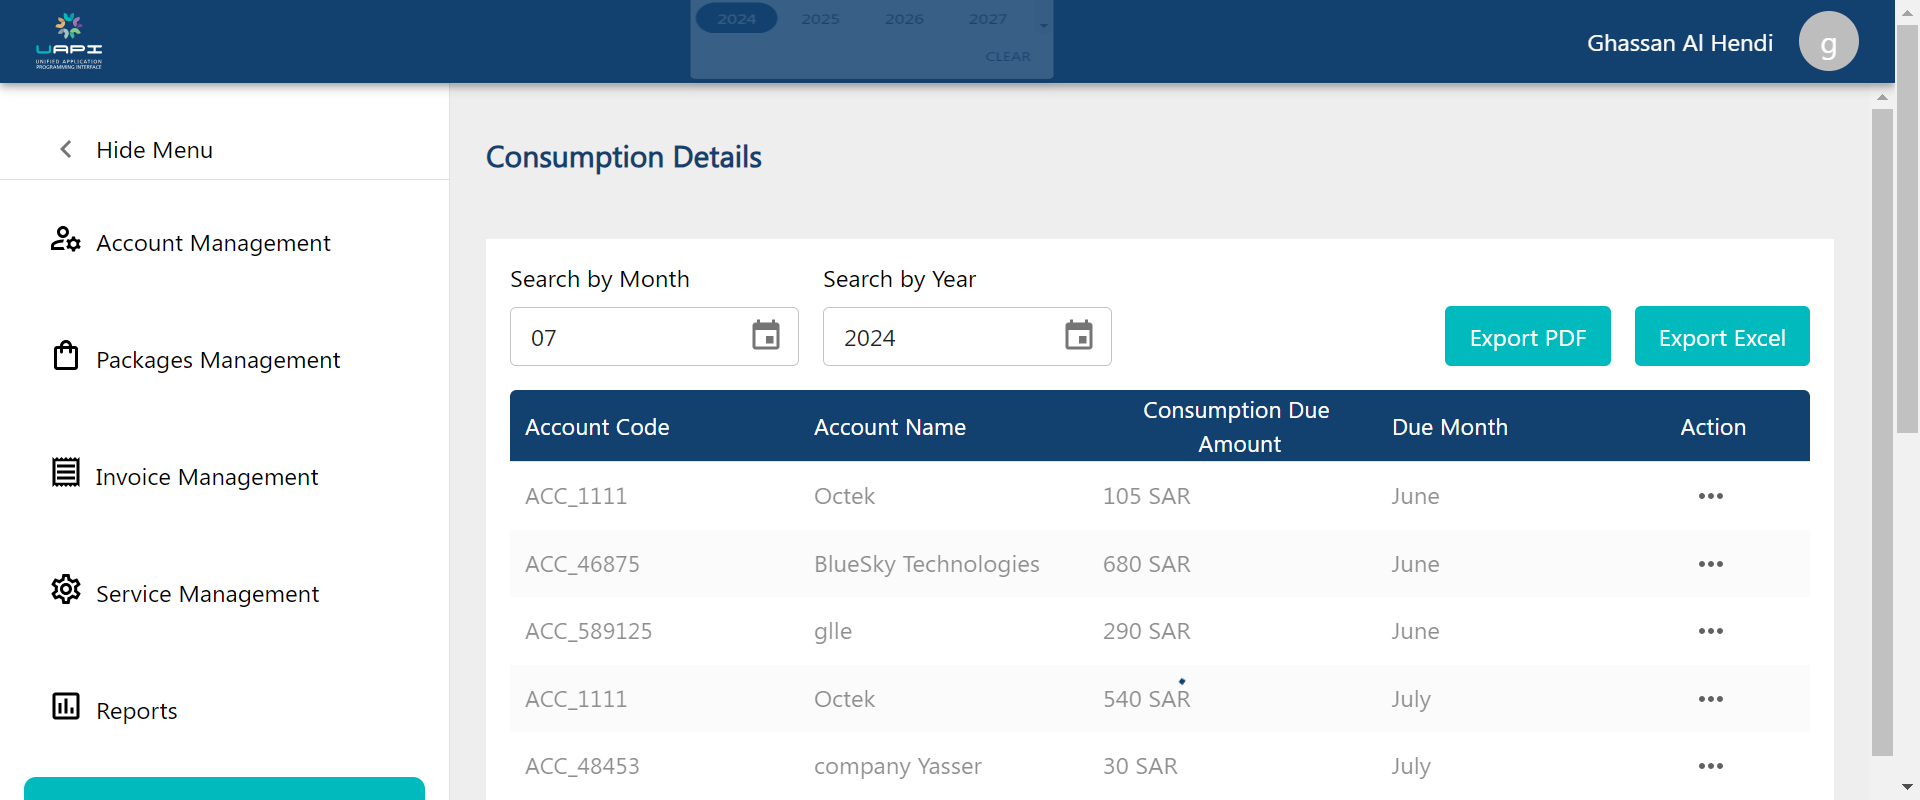 UAPI
UNIFIED APPLICATION
PROGRAMMING INTERFACE
2024 2025 2026 2027
CLEAR
Ghassan Al Hendi
g
Hide Menu
Account Management
Packages Management
Invoice Management
Service Management
Reports
Consumption Details
Search by Month Search by Year
07 2024 Export PDF Export Excel
Account Code Account Name Consumption Due Amount Due Month Action
ACC_1111 Octek 105 SAR June
ACC_46875 BlueSky Technologies 680 SAR June
ACC_589125 glle 290 SAR June
ACC_1111 Octek 540 SAR July
ACC_48453 company Yasser 30 SAR July